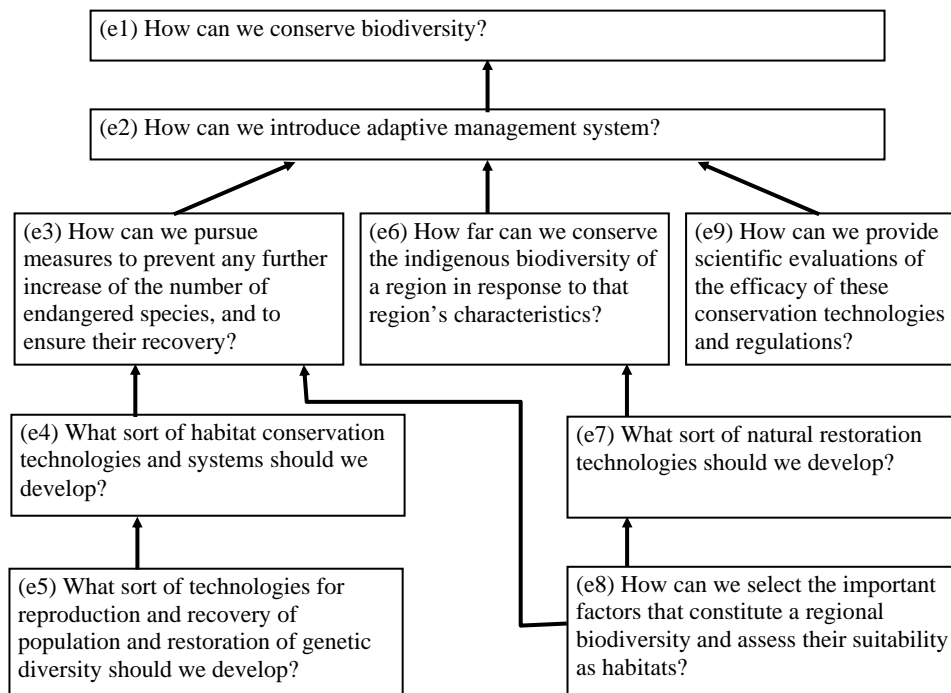 (e1) How can we conserve biodiversity?
(e2) How can we introduce adaptive management system?
(e3) How can we pursue
measures to prevent any further
increase of the number of
endangered species, and to
ensure their recovery?
(e6) How far can we conserve
the indigenous biodiversity of
a region in response to that
region's characteristics?
(e9) How can we provide
scientific evaluations of
the efficacy of these
conservation technologies
and regulations?
(e4) What sort of habitat conservation
technologies and systems should we
develop?
(e7) What sort of natural restoration
technologies should we develop?
(e5) What sort of technologies for
reproduction and recovery of
population and restoration of genetic
diversity should we develop?
(e8) How can we select the important
factors that constitute a regional
biodiversity and assess their suitability
as habitats?